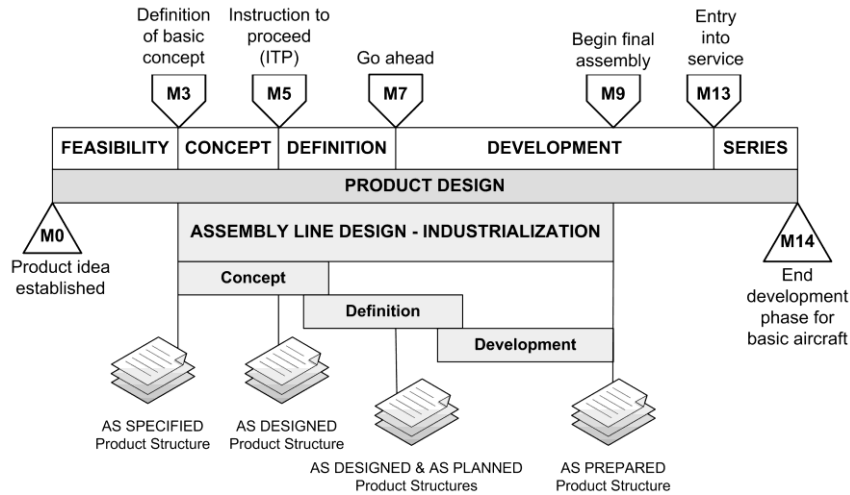 Definition
of basic
concept
Instruction to
proceed
(ITP)
Go ahead
Begin final
assembly
Entry
into
service
M3
M5
M7
M9
M13
FEASIBILITY
CONCEPT
DEFINITION
DEVELOPMENT
SERIES
PRODUCT DESIGN
M0
Product idea
established
ASSEMBLY LINE DESIGN - INDUSTRIALIZATION
M14
End
development
phase for
basic aircraft
Concept
Definition
Development
AS SPECIFIED
Product Structure
AS DESIGNED
Product Structure
AS DESIGNED & AS PLANNED
Product Structures
AS PREPARED
Product Structure